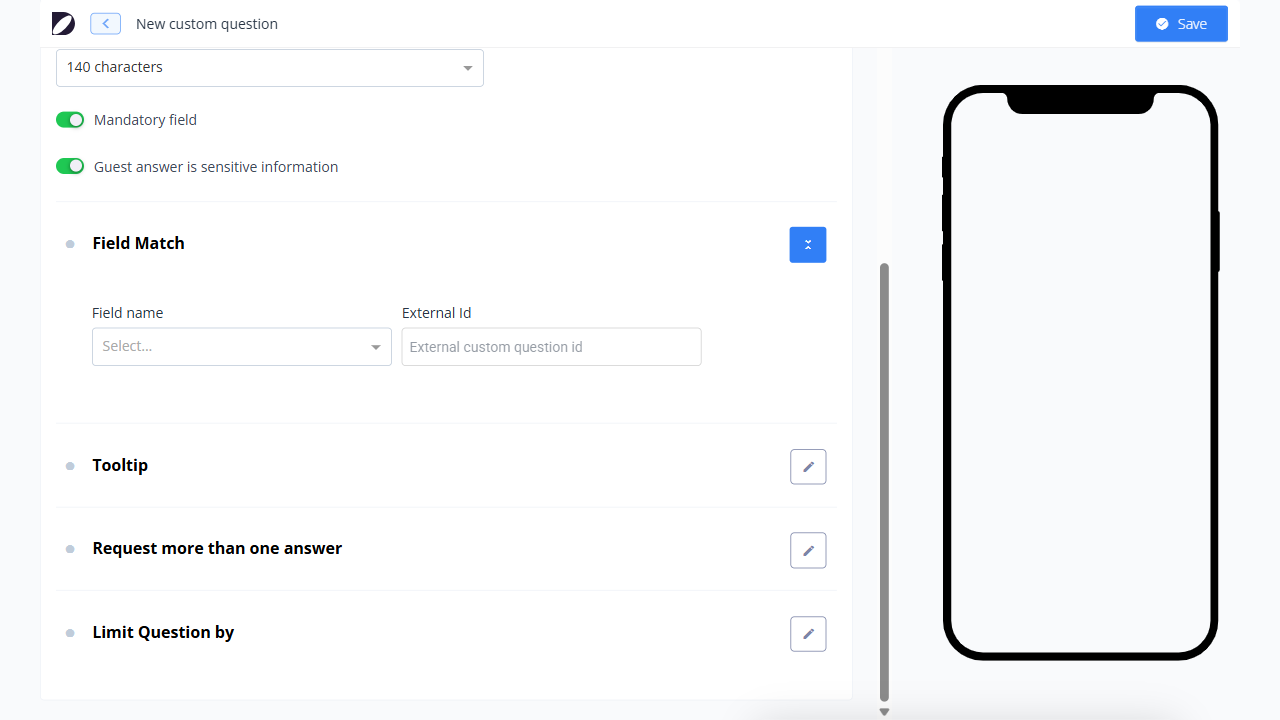 New custom question
Save
140 characters
Mandatory field
Guest answer is sensitive information
Field Match
Field name
External Id
Select...
External custom question id
Tooltip
Request more than one answer
Limit Question by